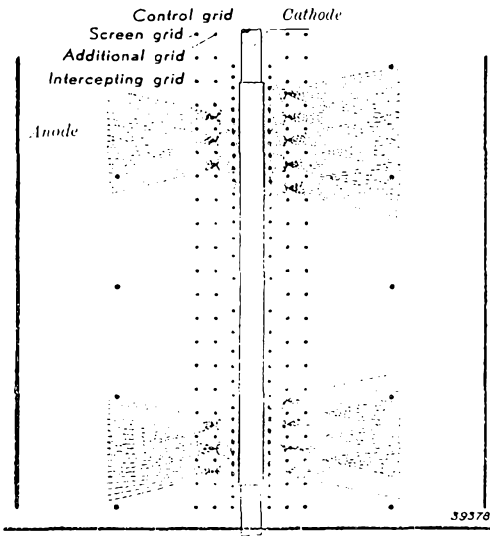 Control grid
Cathode
Screen grid
Additional grid
Intercepting grid
Anode
39378